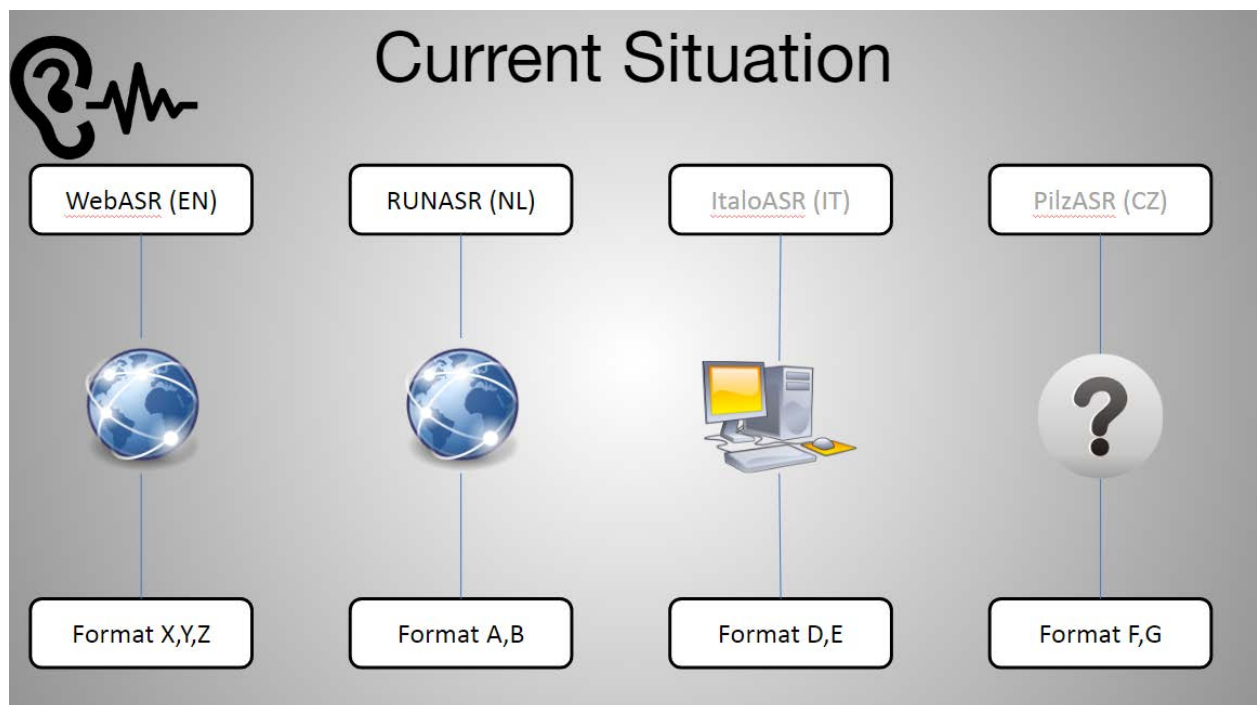 Current Situation
WebASR (EN)
RUNASR (NL)
ItaloASR (IT)
PilzASR (CZ)
?
Format X,Y,Z
Format A,B
Format D,E
Format F,G